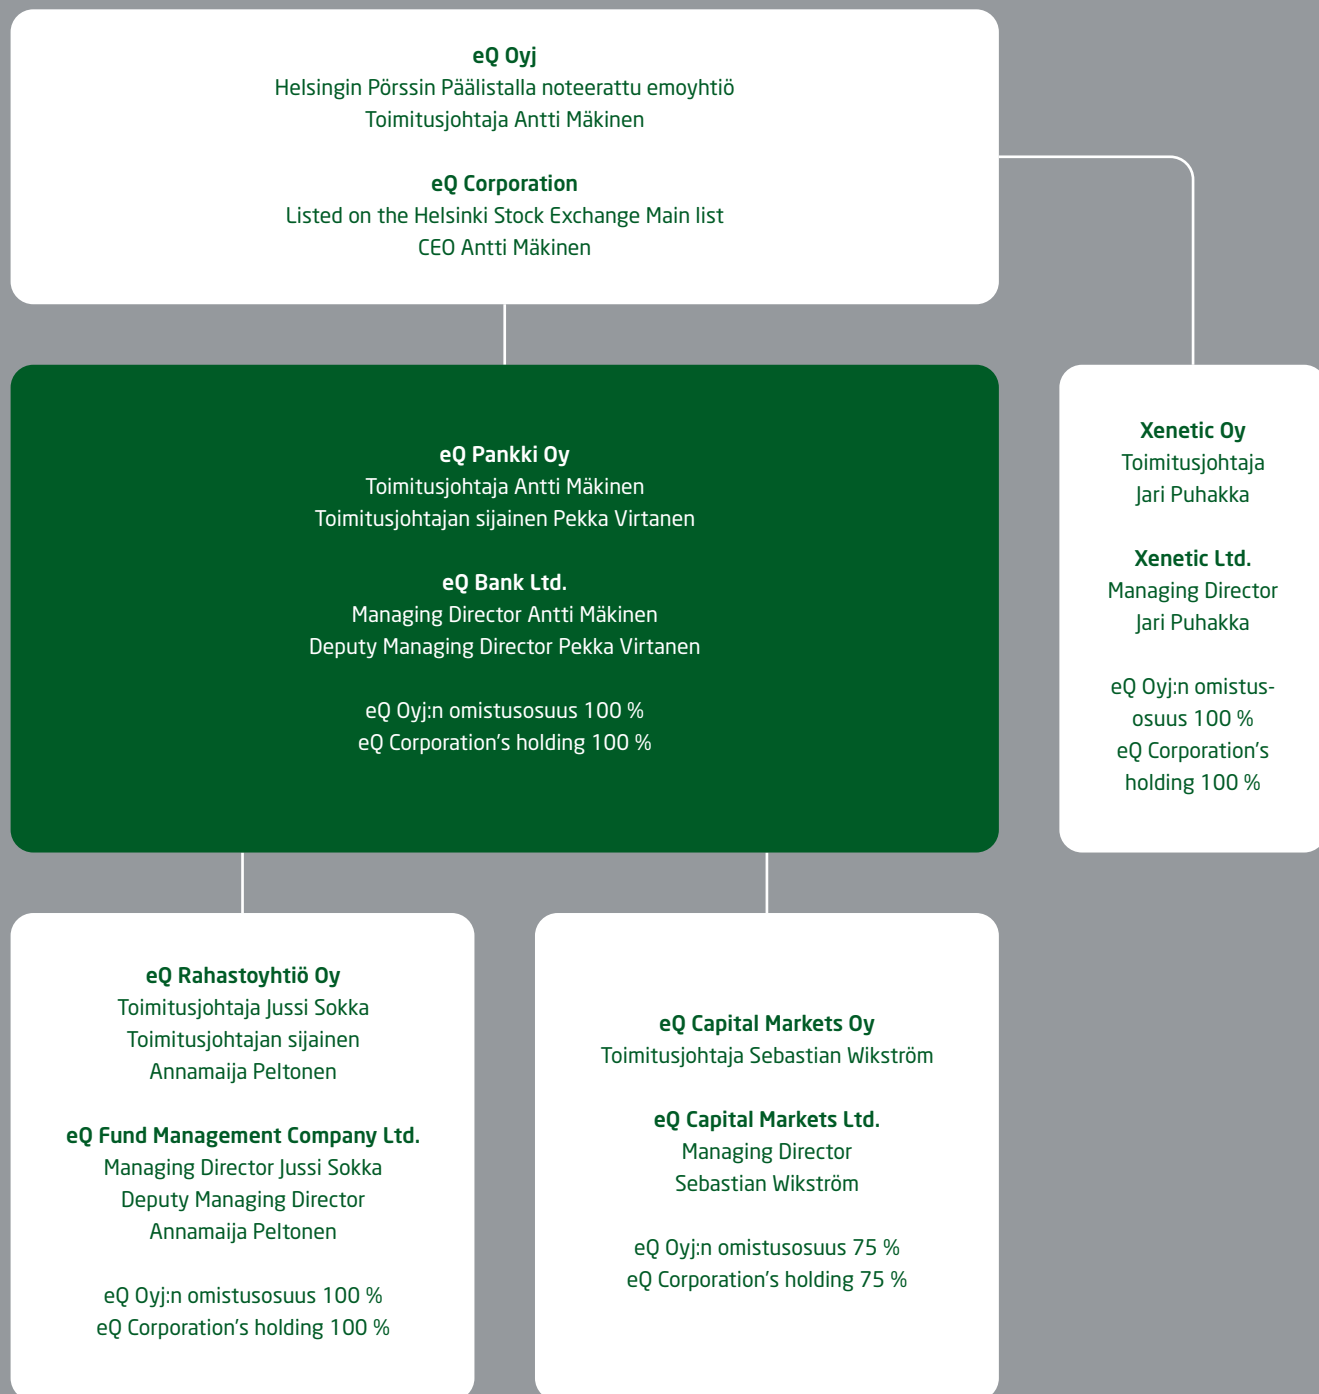 eQ Oyj
Helsingin Pörssin Päälistalla noteerattu emoyhtiö
Toimitusjohtaja Antti Mäkinen
eQ Corporation
Listed on the Helsinki Stock Exchange Main list
CEO Antti Mäkinen
eQ Pankki Oy
Toimitusjohtaja Antti Mäkinen
Toimitusjohtajan sijainen Pekka Virtanen
eQ Bank Ltd.
Managing Director Antti Mäkinen
Deputy Managing Director Pekka Virtanen
eQ Oyj:n omistusosuus 100 %
eQ Corporation’s holding 100 %
Xenetic Oy
Toimitusjohtaja
Jari Puhakka
Xenetic Ltd.
Managing Director
Jari Puhakka
eQ Oyj:n omistus-
osuus 100 %
eQ Corporation’s
holding 100 %
eQ Rahastoyhtiö Oy
Toimitusjohtaja Jussi Sokka
Toimitusjohtajan sijainen
Annamaija Peltonen
eQ Fund Management Company Ltd.
Managing Director Jussi Sokka
Deputy Managing Director
Annamaija Peltonen
eQ Oyj:n omistusosuus 100 %
eQ Corporation’s holding 100 %
eQ Capital Markets Oy
Toimitusjohtaja Sebastian Wikström
eQ Capital Markets Ltd.
Managing Director
Sebastian Wikström
eQ Oyj:n omistusosuus 75 %
eQ Corporation’s holding 75 %